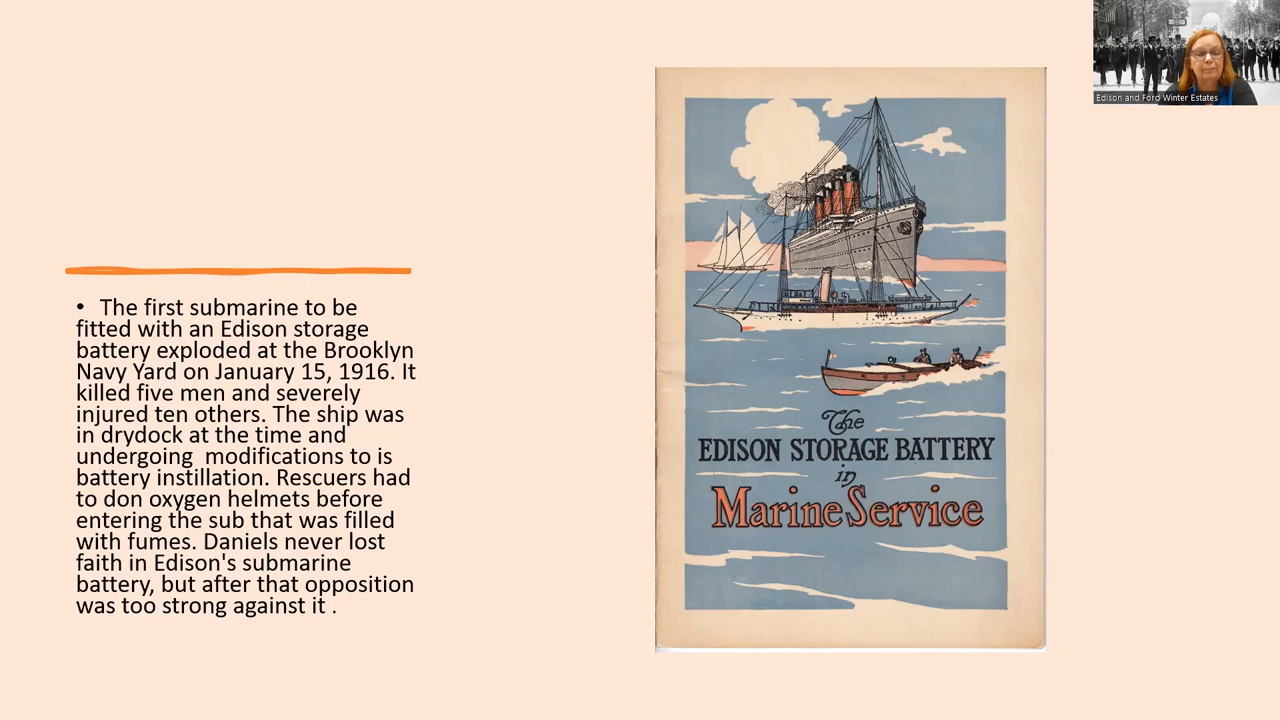 • The first submarine to be
fitted with an Edison storage
battery exploded at the Brooklyn
Navy Yard on January 15, 1916. It
killed five men and severely
injured ten others. The ship was
in drydock at the time and
undergoing  modifications to is
battery instillation. Rescuers had
to don oxygen helmets before
entering the sub that was filled
with fumes. Daniels never lost
faith in Edison's submarine
battery, but after that opposition
was too strong against it .
The
EDISON STORAGE BATTERY
in
Marine Service
Edison and Ford Winter Estates